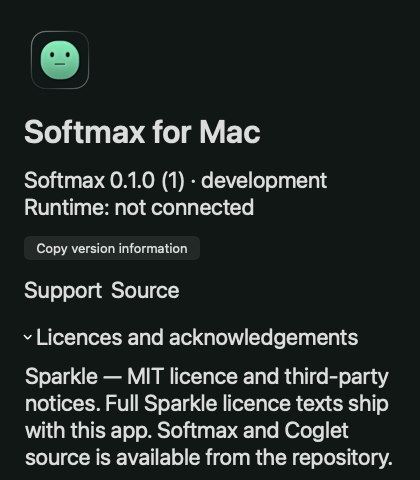 Softmax for Mac
Softmax 0.1.0 (1) · development
Runtime: not connected
Copy version information
Support Source
Licences and acknowledgements
Sparkle — MIT licence and third-party
notices. Full Sparkle licence texts ship
with this app. Softmax and Coglet
source is available from the repository.